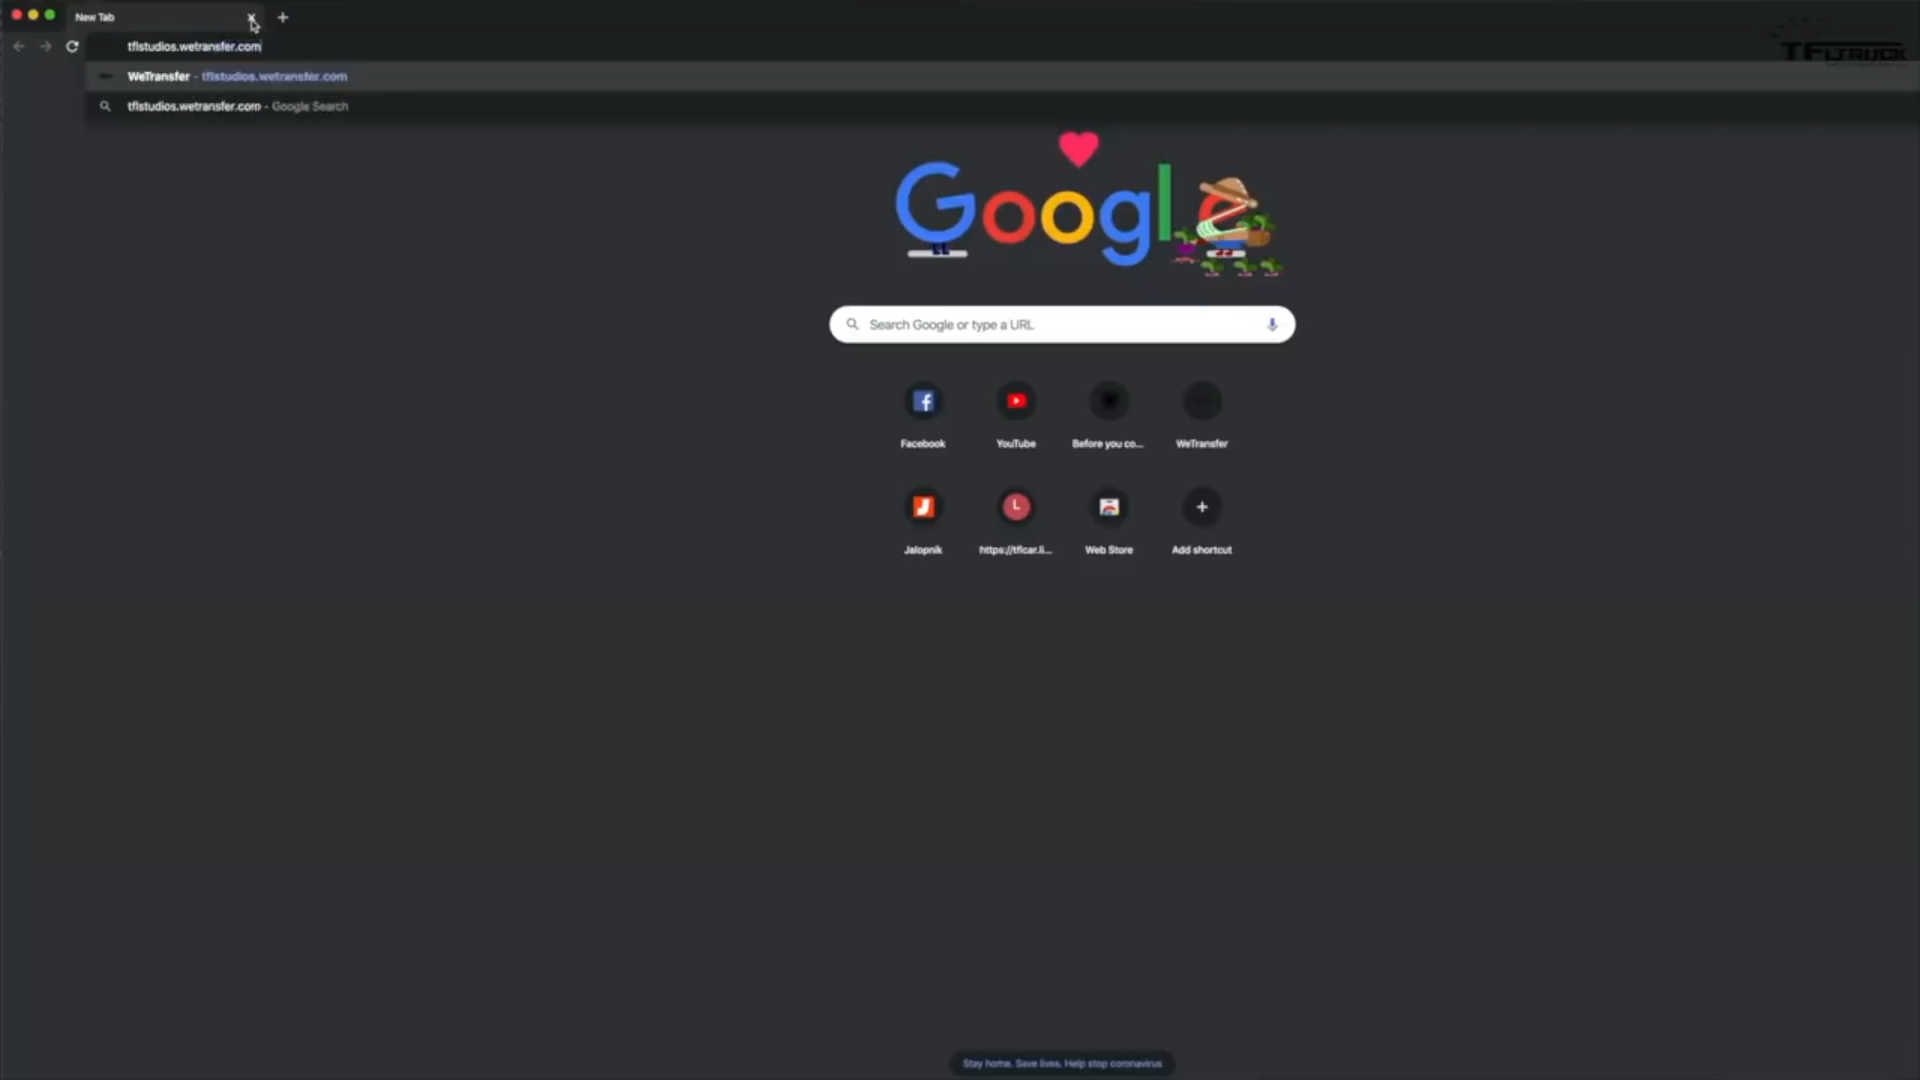 New Tab
tflstudios.wetransfer.com
WeTransfer - tflstudios.wetransfer.com
tflstudios.wetransfer.com - Google Search
TFLTRUCK
Google
Search Google or type a URL
Facebook
YouTube
Before you co...
WeTransfer
Jalopnik
L
https://tflcar.li...
Web Store
Add shortcut
Stay home. Save lives. Help stop coronavirus